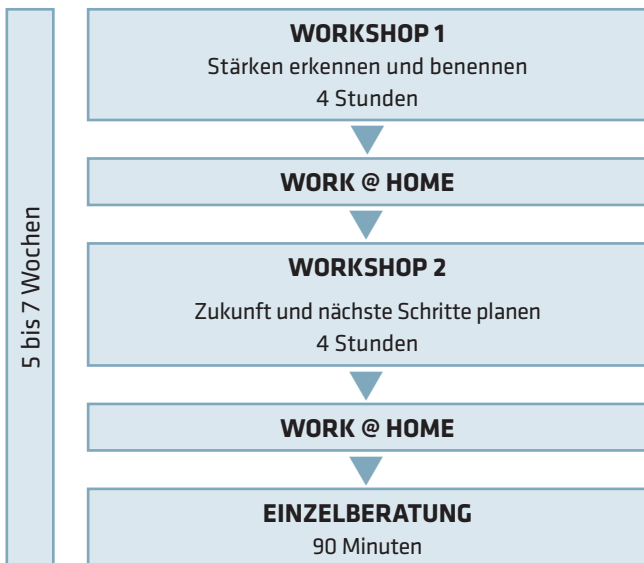 5 bis 7 Wochen
WORKSHOP 1
Stärken erkennen und benennen
4 Stunden
WORK @ HOME
WORKSHOP 2
Zukunft und nächste Schritte planen
4 Stunden
WORK @ HOME
EINZELBERATUNG
90 Minuten